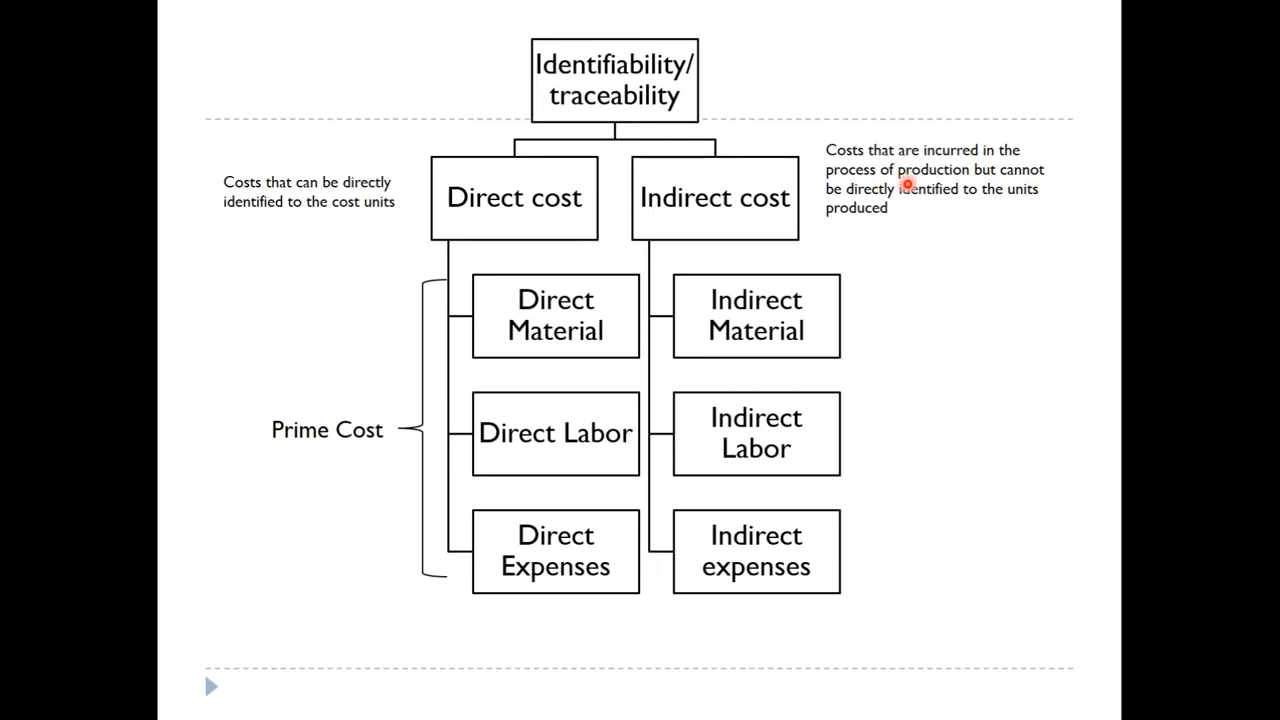 Identifiability/
traceability
Costs that can be directly
identified to the cost units
Direct cost
Indirect cost
Costs that are incurred in the
process of production but cannot
be directly identified to the units
produced
Prime Cost
Direct
Material
Direct Labor
Direct
Expenses
Indirect
Material
Indirect
Labor
Indirect
expenses